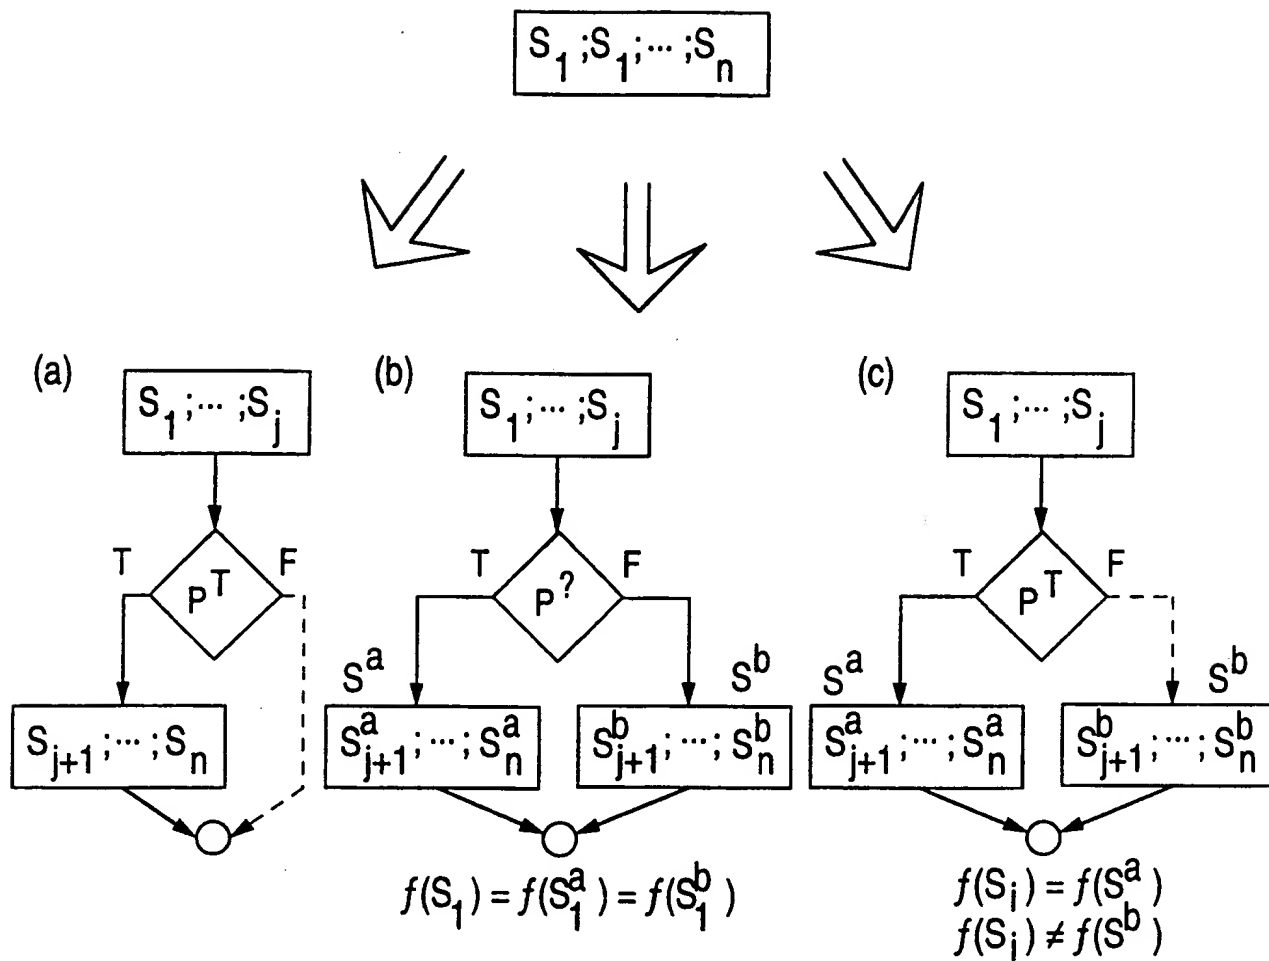 S1 ;S1;··· ;Sn
(a)
(b)
(c)
S1;··· ;Sj
S1;··· ;Sj
S1;··· ;Sj
T
F
T
F
T
F
P^T
P^?
P^T
S^a
S^b
S^a
S^b
Sj+1;··· ;Sn
S^a_j+1;··· ;S^a_n
S^b_j+1;··· ;S^b_n
S^a_j+1;··· ;S^a_n
S^b_j+1;··· ;S^b_n
f(S1) = f(S^a_1) = f(S^b_1)
f(Si) = f(S^a)
f(Si) ≠ f(S^b)